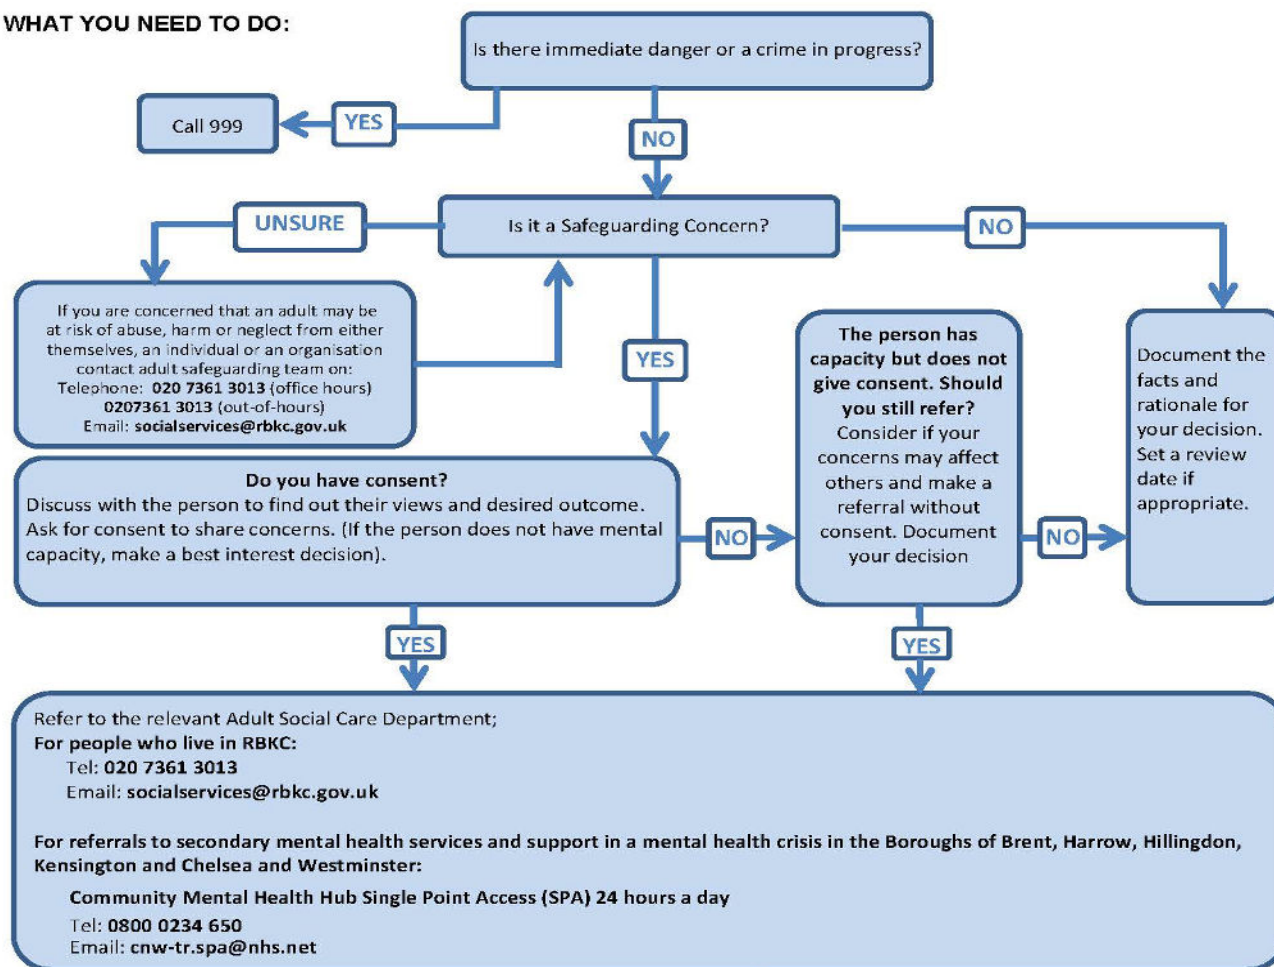 WHAT YOU NEED TO DO:
Is there immediate danger or a crime in progress?
Call 999
YES
NO
UNSURE
Is it a Safeguarding Concern?
NO
If you are concerned that an adult may be
at risk of abuse, harm or neglect from either
themselves, an individual or an organisation
contact adult safeguarding team on:
Telephone: 020 7361 3013 (office hours)
0207361 3013 (out-of-hours)
Email: socialservices@rbkc.gov.uk
YES
The person has
capacity but does not
give consent. Should
you still refer?
Consider if your
concerns may affect
others and make a
referral without
consent. Document
your decision
Document the
facts and
rationale for
your decision.
Set a review
date if
appropriate.
Do you have consent?
Discuss with the person to find out their views and desired outcome.
Ask for consent to share concerns. (If the person does not have mental
capacity, make a best interest decision).
NO
NO
YES
YES
Refer to the relevant Adult Social Care Department;
For people who live in RBKC:
Tel: 020 7361 3013
Email: socialservices@rbkc.gov.uk
For referrals to secondary mental health services and support in a mental health crisis in the Boroughs of Brent, Harrow, Hillingdon,
Kensington and Chelsea and Westminster:
Community Mental Health Hub Single Point Access (SPA) 24 hours a day
Tel: 0800 0234 650
Email: cnw-tr.spa@nhs.net